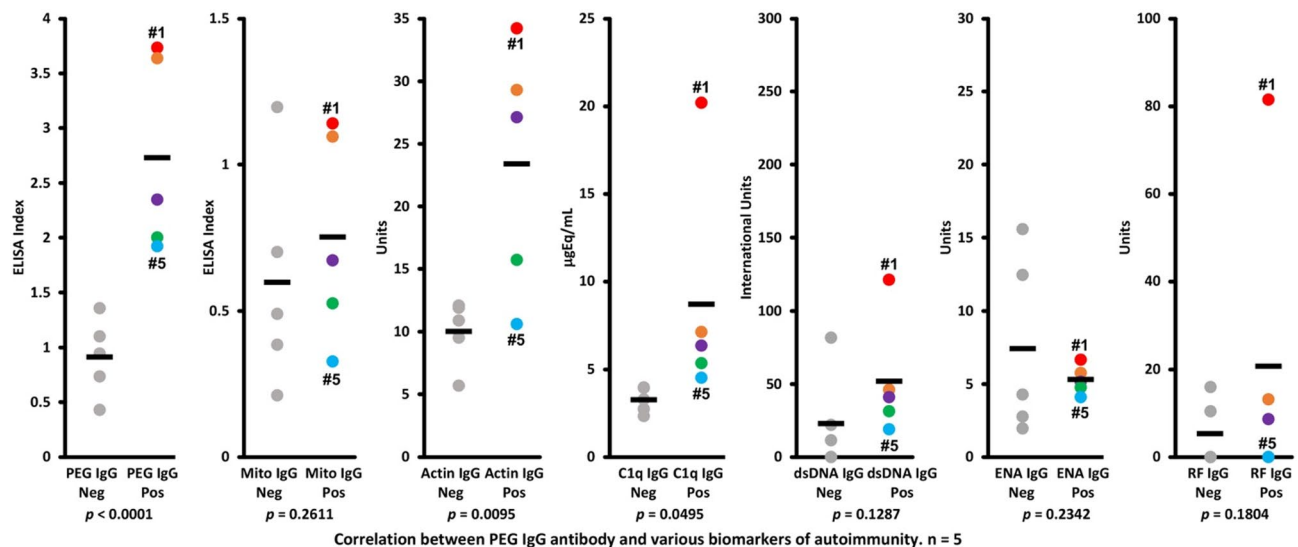 ELISA Index
4
3.5
3
2.5
2
1.5
1
0.5
0
#1
#5
PEG IgG PEG IgG
Neg Pos
p < 0.0001
ELISA Index
1.5
1
0.5
0
#1
#5
Mito IgG Mito IgG
Neg Pos
p = 0.2611
Units
35
30
25
20
15
10
5
0
#1
#5
Actin IgG Actin IgG
Neg Pos
p = 0.0095
µgEq/mL
25
20
15
10
5
0
#1
#5
C1q IgG C1q IgG
Neg Pos
p = 0.0495
International Units
300
250
200
150
100
50
0
#1
#5
dsDNA IgG dsDNA IgG
Neg Pos
p = 0.1287
Units
30
25
20
15
10
5
0
#1
#5
ENA IgG ENA IgG
Neg Pos
p = 0.2342
Units
100
80
60
40
20
0
#1
#5
RF IgG RF IgG
Neg Pos
p = 0.1804
Correlation between PEG IgG antibody and various biomarkers of autoimmunity. n = 5